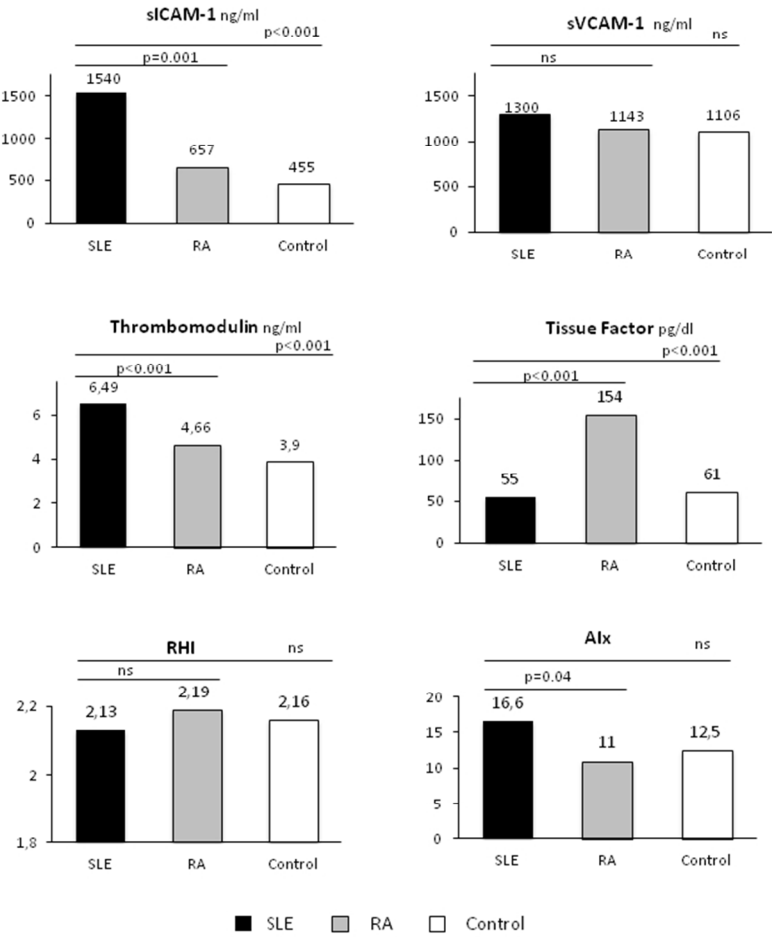 sICAM-1 ng/ml
p<0.001
p=0.001
1540
1500
1000
500
0
657
455
SLE RA Control
sVCAM-1 ng/ml
ns
ns
1500
1000
500
0
1300
1143
1106
SLE RA Control
Thrombomodulin ng/ml
p<0.001
p<0.001
6,49
6
4
2
0
4,66
3,9
SLE RA Control
Tissue Factor pg/dl
p<0.001
p<0.001
154
150
100
50
0
55
61
SLE RA Control
RHI
ns
ns
2,2
2
1,8
2,13
2,19
2,16
SLE RA Control
AIx
ns
p=0.04
20
15
10
5
0
16,6
11
12,5
SLE RA Control
SLE RA Control